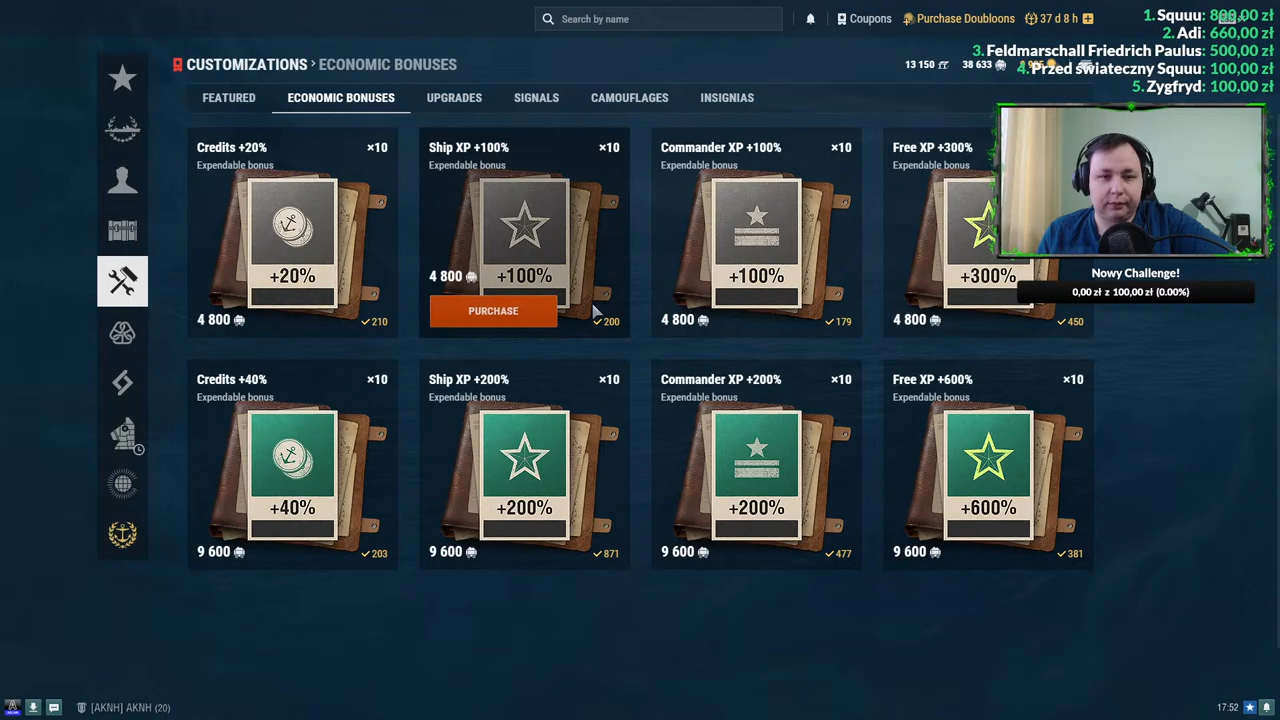 Search by name
Coupons
Purchase Doubloons
37 d 8 h
1. Squuu: 800,00 zł
2. Adi: 660,00 zł
3. Feldmarschall Friedrich Paulus: 500,00 zł
4. Przed świateczny Squuu: 100,00 zł
5. Zygfryd: 100,00 zł
CUSTOMIZATIONS > ECONOMIC BONUSES
13 150
38 633
FEATURED
ECONOMIC BONUSES
UPGRADES
SIGNALS
CAMOUFLAGES
INSIGNIAS
Credits +20% ×10
Expendable bonus
+20%
4 800
210
Ship XP +100% ×10
Expendable bonus
4 800
+100%
PURCHASE
200
Commander XP +100% ×10
Expendable bonus
+100%
4 800
179
Free XP +300%
Expendable bonus
+300%
4 800
450
Nowy Challenge!
0,00 zł z 100,00 zł (0.00%)
Credits +40% ×10
Expendable bonus
+40%
9 600
203
Ship XP +200% ×10
Expendable bonus
+200%
9 600
871
Commander XP +200% ×10
Expendable bonus
+200%
9 600
477
Free XP +600% ×10
Expendable bonus
+600%
9 600
381
[AKNH] AKNH (20)
17:52